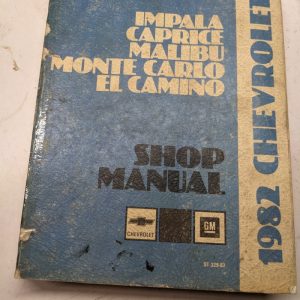 IMPALA
CAPRICE
MALIBU
MONTE CARLO
EL CAMINO
SHOP
MANUAL
CHEVROLET
GM
1982 CHEVROLET